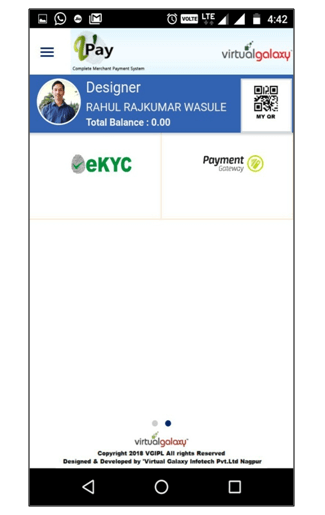 VOLTE LTE 4:42
V'Pay
Complete Merchant Payment System
virtualgalaxy
Designer
RAHUL RAJKUMAR WASULE
Total Balance : 0.00
MY QR
eKYC
Payment
Gateway
virtualgalaxy
Copyright 2018 VGIPL All rights Reserved
Designed & Developed by 'Virtual Galaxy Infotech Pvt.Ltd Nagpur